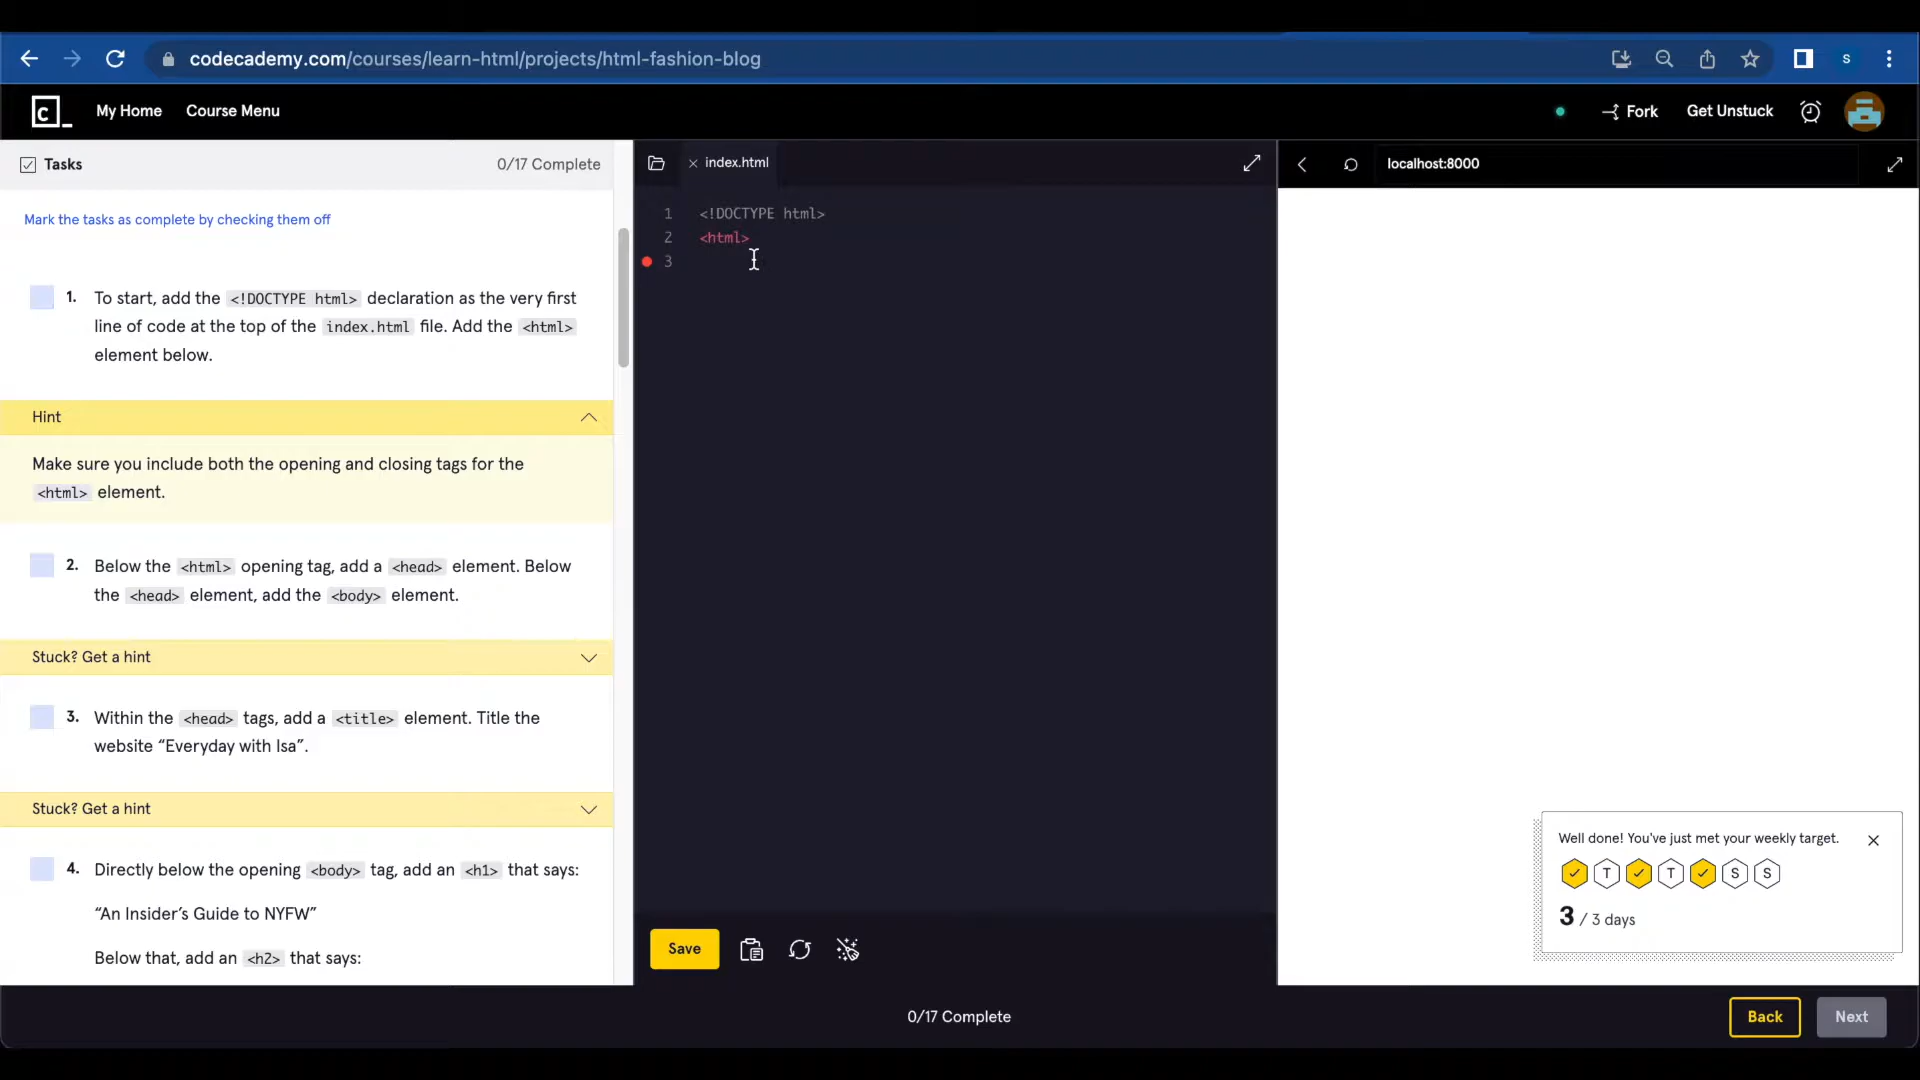 codecademy.com/courses/learn-html/projects/html-fashion-blog
s
c_
My Home
Course Menu
Fork
Get Unstuck
Tasks
0/17 Complete
Mark the tasks as complete by checking them off
1. To start, add the <!DOCTYPE html> declaration as the very first
line of code at the top of the index.html file. Add the <html>
element below.
Hint
Make sure you include both the opening and closing tags for the
<html> element.
2. Below the <html> opening tag, add a <head> element. Below
the <head> element, add the <body> element.
Stuck? Get a hint
3. Within the <head> tags, add a <title> element. Title the
website “Everyday with Isa”.
Stuck? Get a hint
4. Directly below the opening <body> tag, add an <h1> that says:
“An Insider’s Guide to NYFW”
Below that, add an <h2> that says:
index.html
1 <!DOCTYPE html>
2 <html>
3
Save
localhost:8000
Well done! You've just met your weekly target.
T T S S
3 / 3 days
0/17 Complete
Back
Next